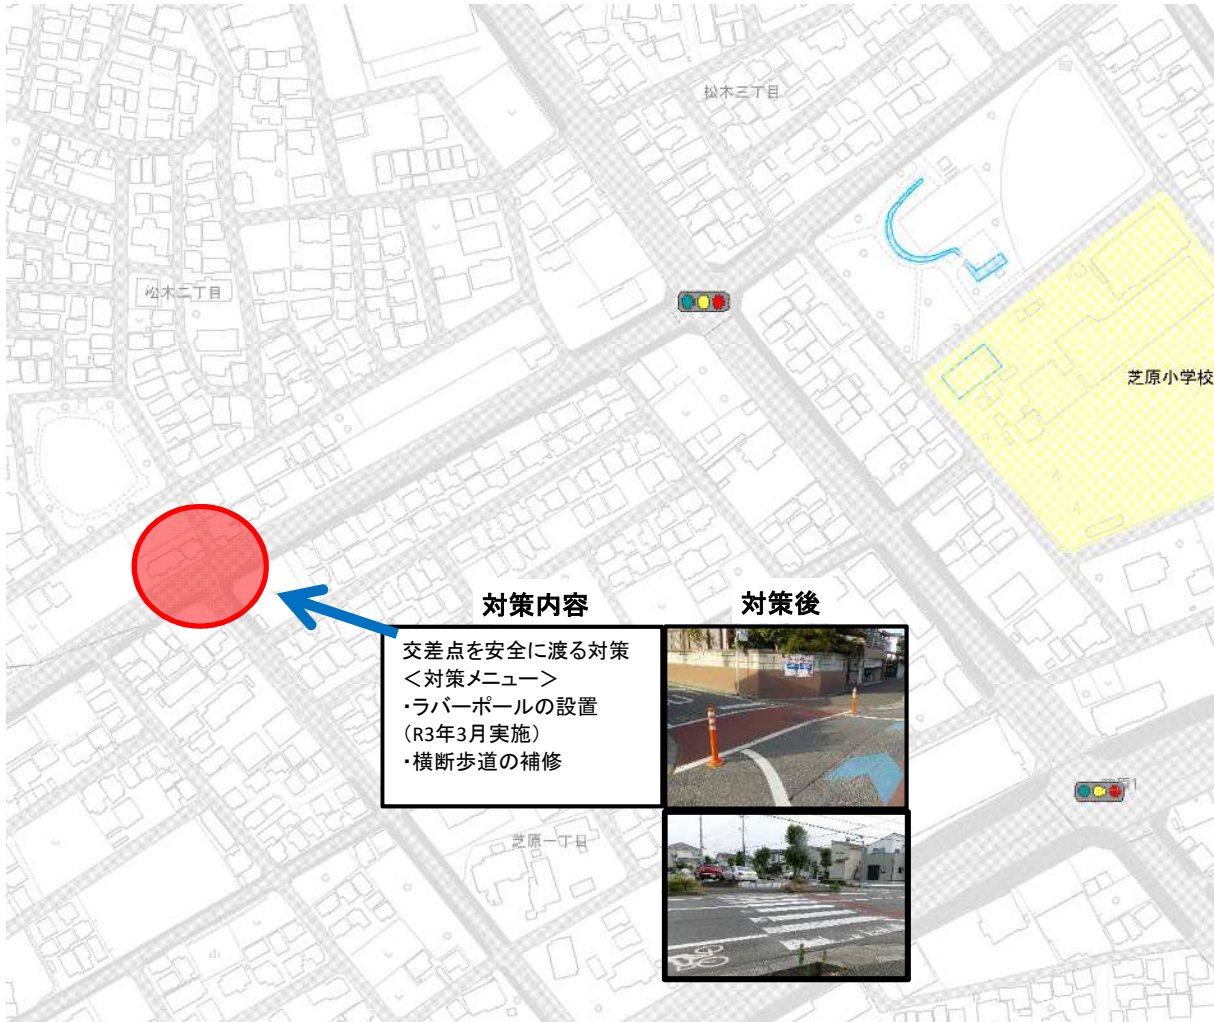 松木三丁目
松木二丁目
芝原小学校
対策内容
対策後
交差点を安全に渡る対策
＜対策メニュー＞
・ラバーポールの設置
（R3年3月実施）
・横断歩道の補修
芝原一丁目